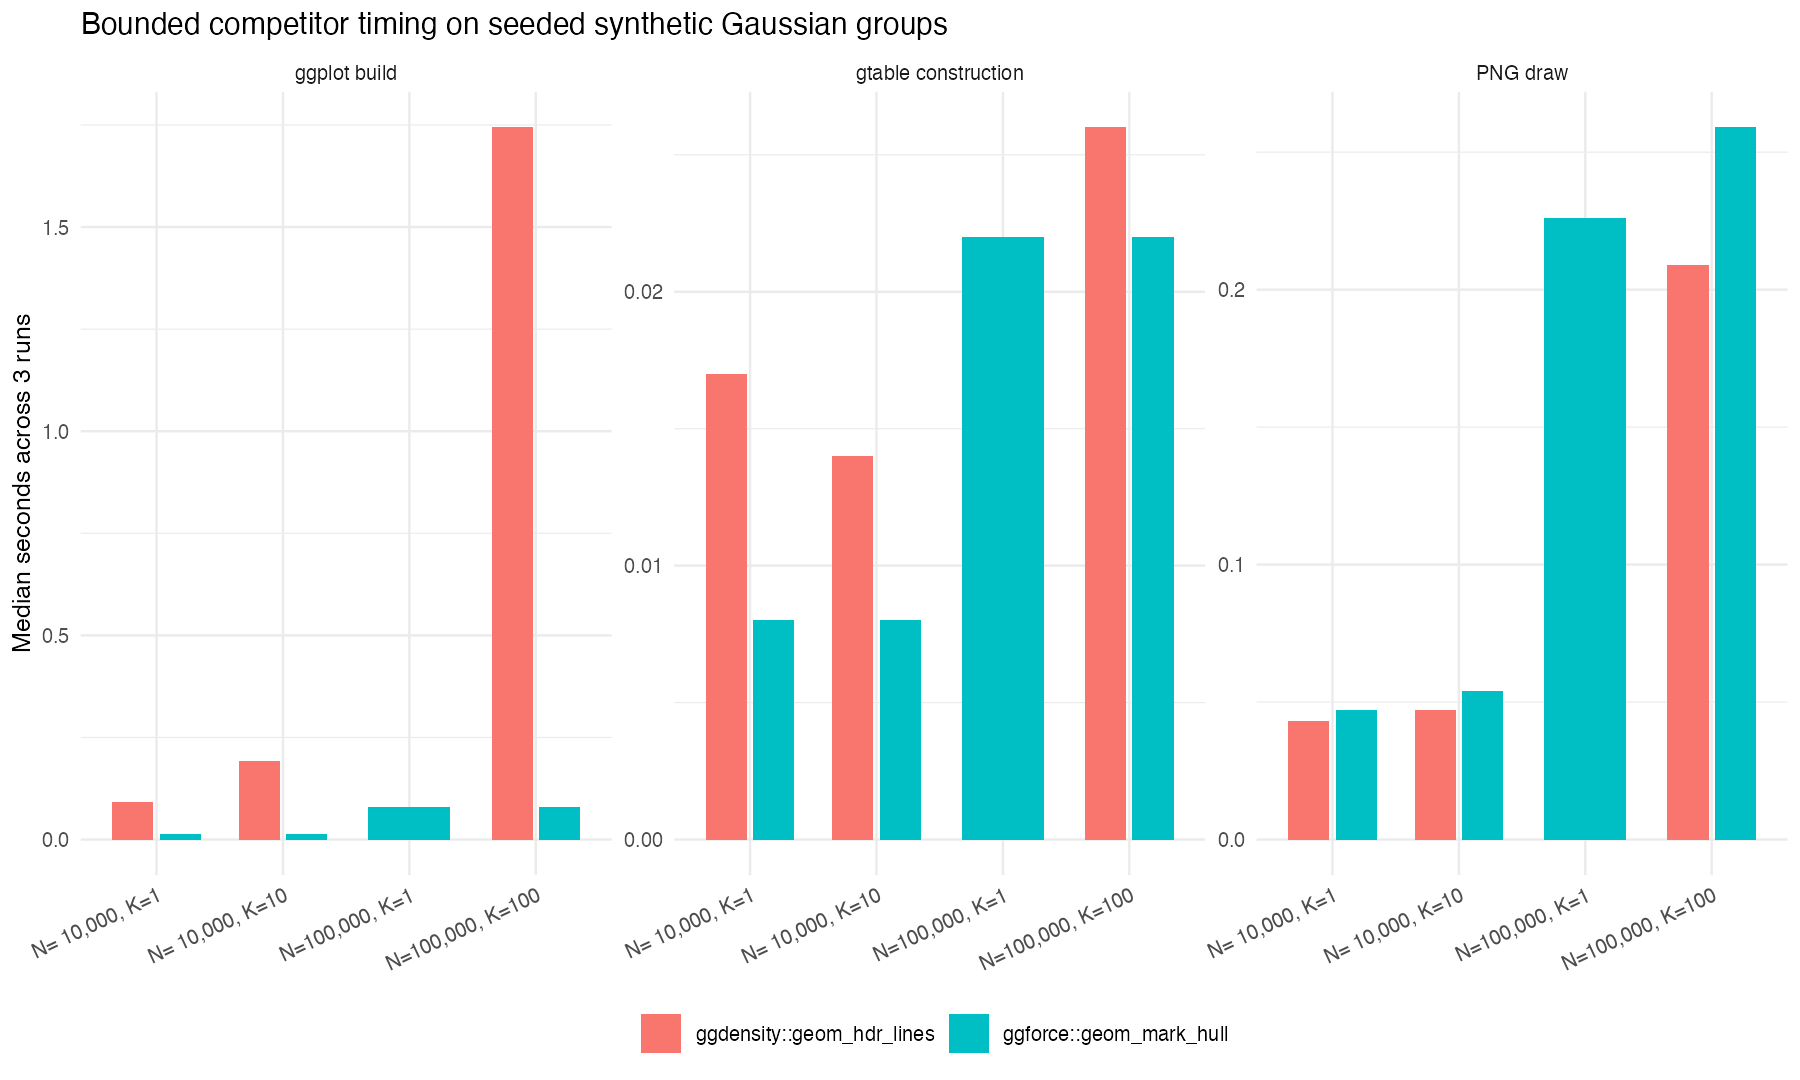 Bounded competitor timing on seeded synthetic Gaussian groups
ggplot build
gtable construction
PNG draw
Median seconds across 3 runs
1.5
1.0
0.5
0.0
0.02
0.01
0.00
0.2
0.1
0.0
N= 10,000, K=1
N= 10,000, K=10
N=100,000, K=1
N=100,000, K=100
N= 10,000, K=1
N= 10,000, K=10
N=100,000, K=1
N=100,000, K=100
N= 10,000, K=1
N= 10,000, K=10
N=100,000, K=1
N=100,000, K=100
ggdensity::geom_hdr_lines
ggforce::geom_mark_hull